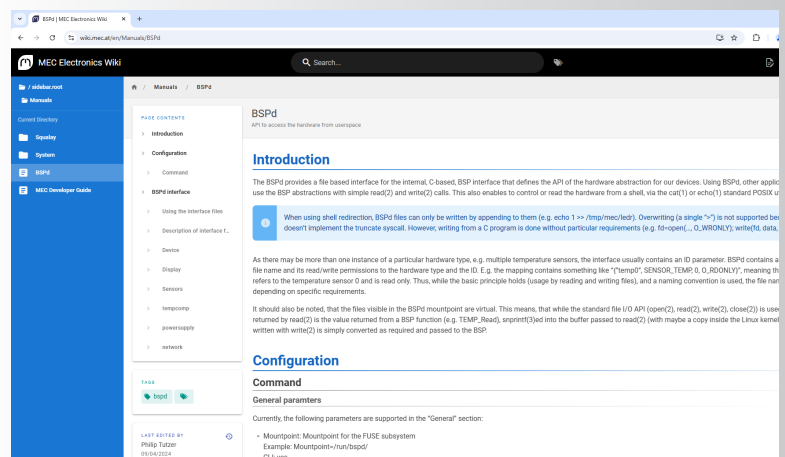 BSPd | MEC Electronics Wiki
wiki.mec.at/en/Manuals/BSPd
MEC Electronics Wiki
Search...
/ sidebar.root
Manuals
Current Directory
Squalay
System
BSPd
MEC Developer Guide
/ Manuals / BSPd
PAGE CONTENTS
Introduction
Configuration
Command
BSPd interface
Using the interface files
Description of interface f...
Device
Display
Sensors
tempcomp
powersupply
network
TAGS
bspd
LAST EDITED BY
Philip Tutzer
09/04/2024
BSPd
API to access the hardware from userspace
Introduction
The BSPd provides a file based interface for the internal, C-based, BSP interface that defines the API of the hardware abstraction for our devices. Using BSPd, other applic
use the BSP abstractions with simple read(2) and write(2) calls. This also enables to control or read the hardware from a shell, via the cat(1) or echo(1) standard POSIX u
When using shell redirection, BSPd files can only be written by appending to them (e.g. echo 1 >> /tmp/mec/ledr). Overwriting (a single ">") is not supported be
doesn't implement the truncate syscall. However, writing from a C program is done without particular requirements (e.g. fd=open(.., O_WRONLY); write(fd, data,
As there may be more than one instance of a particular hardware type, e.g. multiple temperature sensors, the interface usually contains an ID parameter. BSPd contains a
file name and its read/write permissions to the hardware type and the ID. E.g. the mapping contains something like "("temp0", SENSOR_TEMP, 0, O_RDONLY)", meaning th
refers to the temperature sensor 0 and is read only. Thus, while the basic principle holds (usage by reading and writing files), and a naming convention is used, the file nan
depending on specific requirements.
It should also be noted, that the files visible in the BSPd mountpoint are virtual. This means, that while the standard file I/O API (open(2), read(2), write(2), close(2)) is used
returned by read(2) is the value returned from a BSP function (e.g. TEMP_Read), snprintf(3)ed into the buffer passed to read(2) (with maybe a copy inside the Linux kernel
written with write(2) is simply converted as required and passed to the BSP.
Configuration
Command
General paramters
Currently, the following parameters are supported in the "General" section:
Mountpoint: Mountpoint for the FUSE subsystem
Example: Mountpoint=/run/bspd/